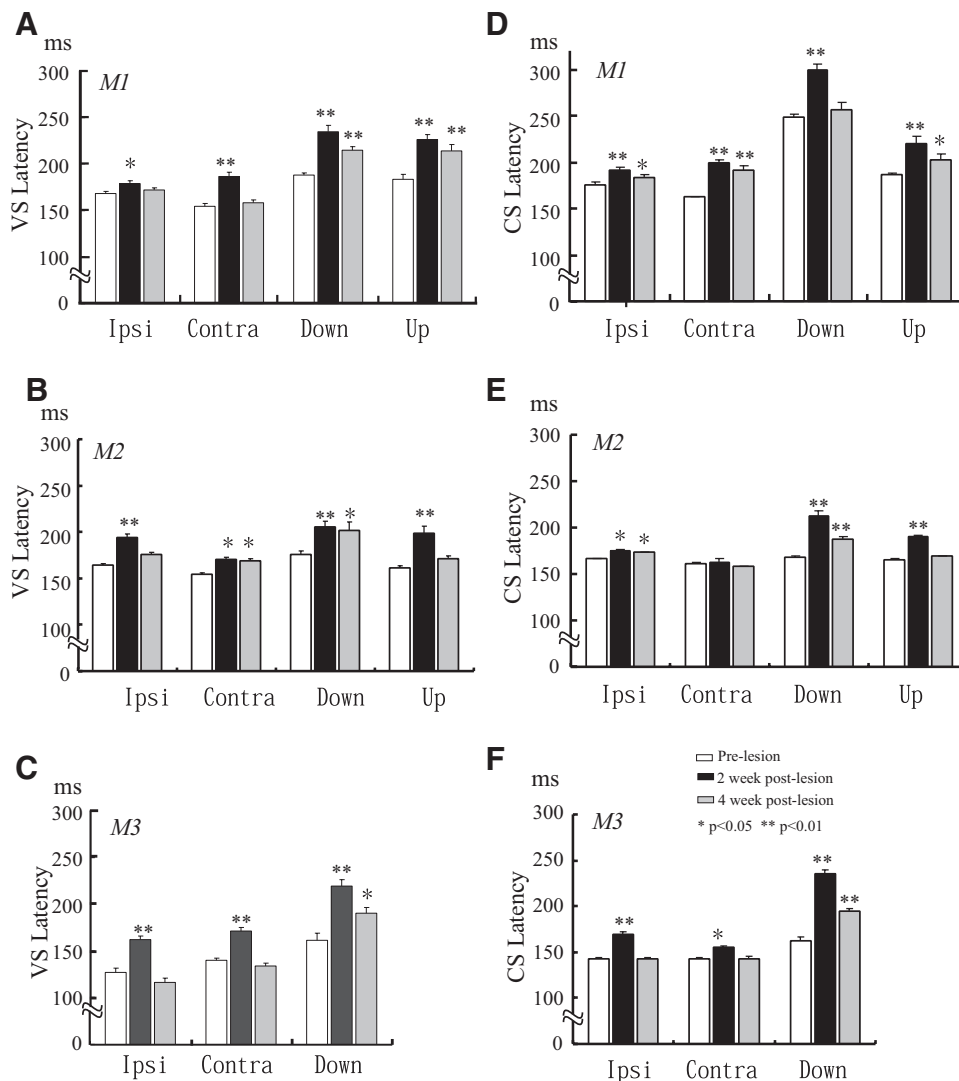 A
ms
M1
300
250
200
150
100
0
VS Latency
* ** ** ** ** **
Ipsi Contra Down Up
D
ms
M1
300
250
200
150
100
0
CS Latency
** * ** ** ** ** *
Ipsi Contra Down Up
B
ms
M2
300
250
200
150
100
0
VS Latency
** * * ** * **
Ipsi Contra Down Up
E
ms
M2
300
250
200
150
100
0
CS Latency
* * ** ** **
Ipsi Contra Down Up
C
ms
M3
300
250
200
150
100
0
VS Latency
** ** ** *
Ipsi Contra Down
F
Pre-lesion
2 week post-lesion
4 week post-lesion
* p<0.05 ** p<0.01
ms
M3
300
250
200
150
100
0
CS Latency
** * ** **
Ipsi Contra Down